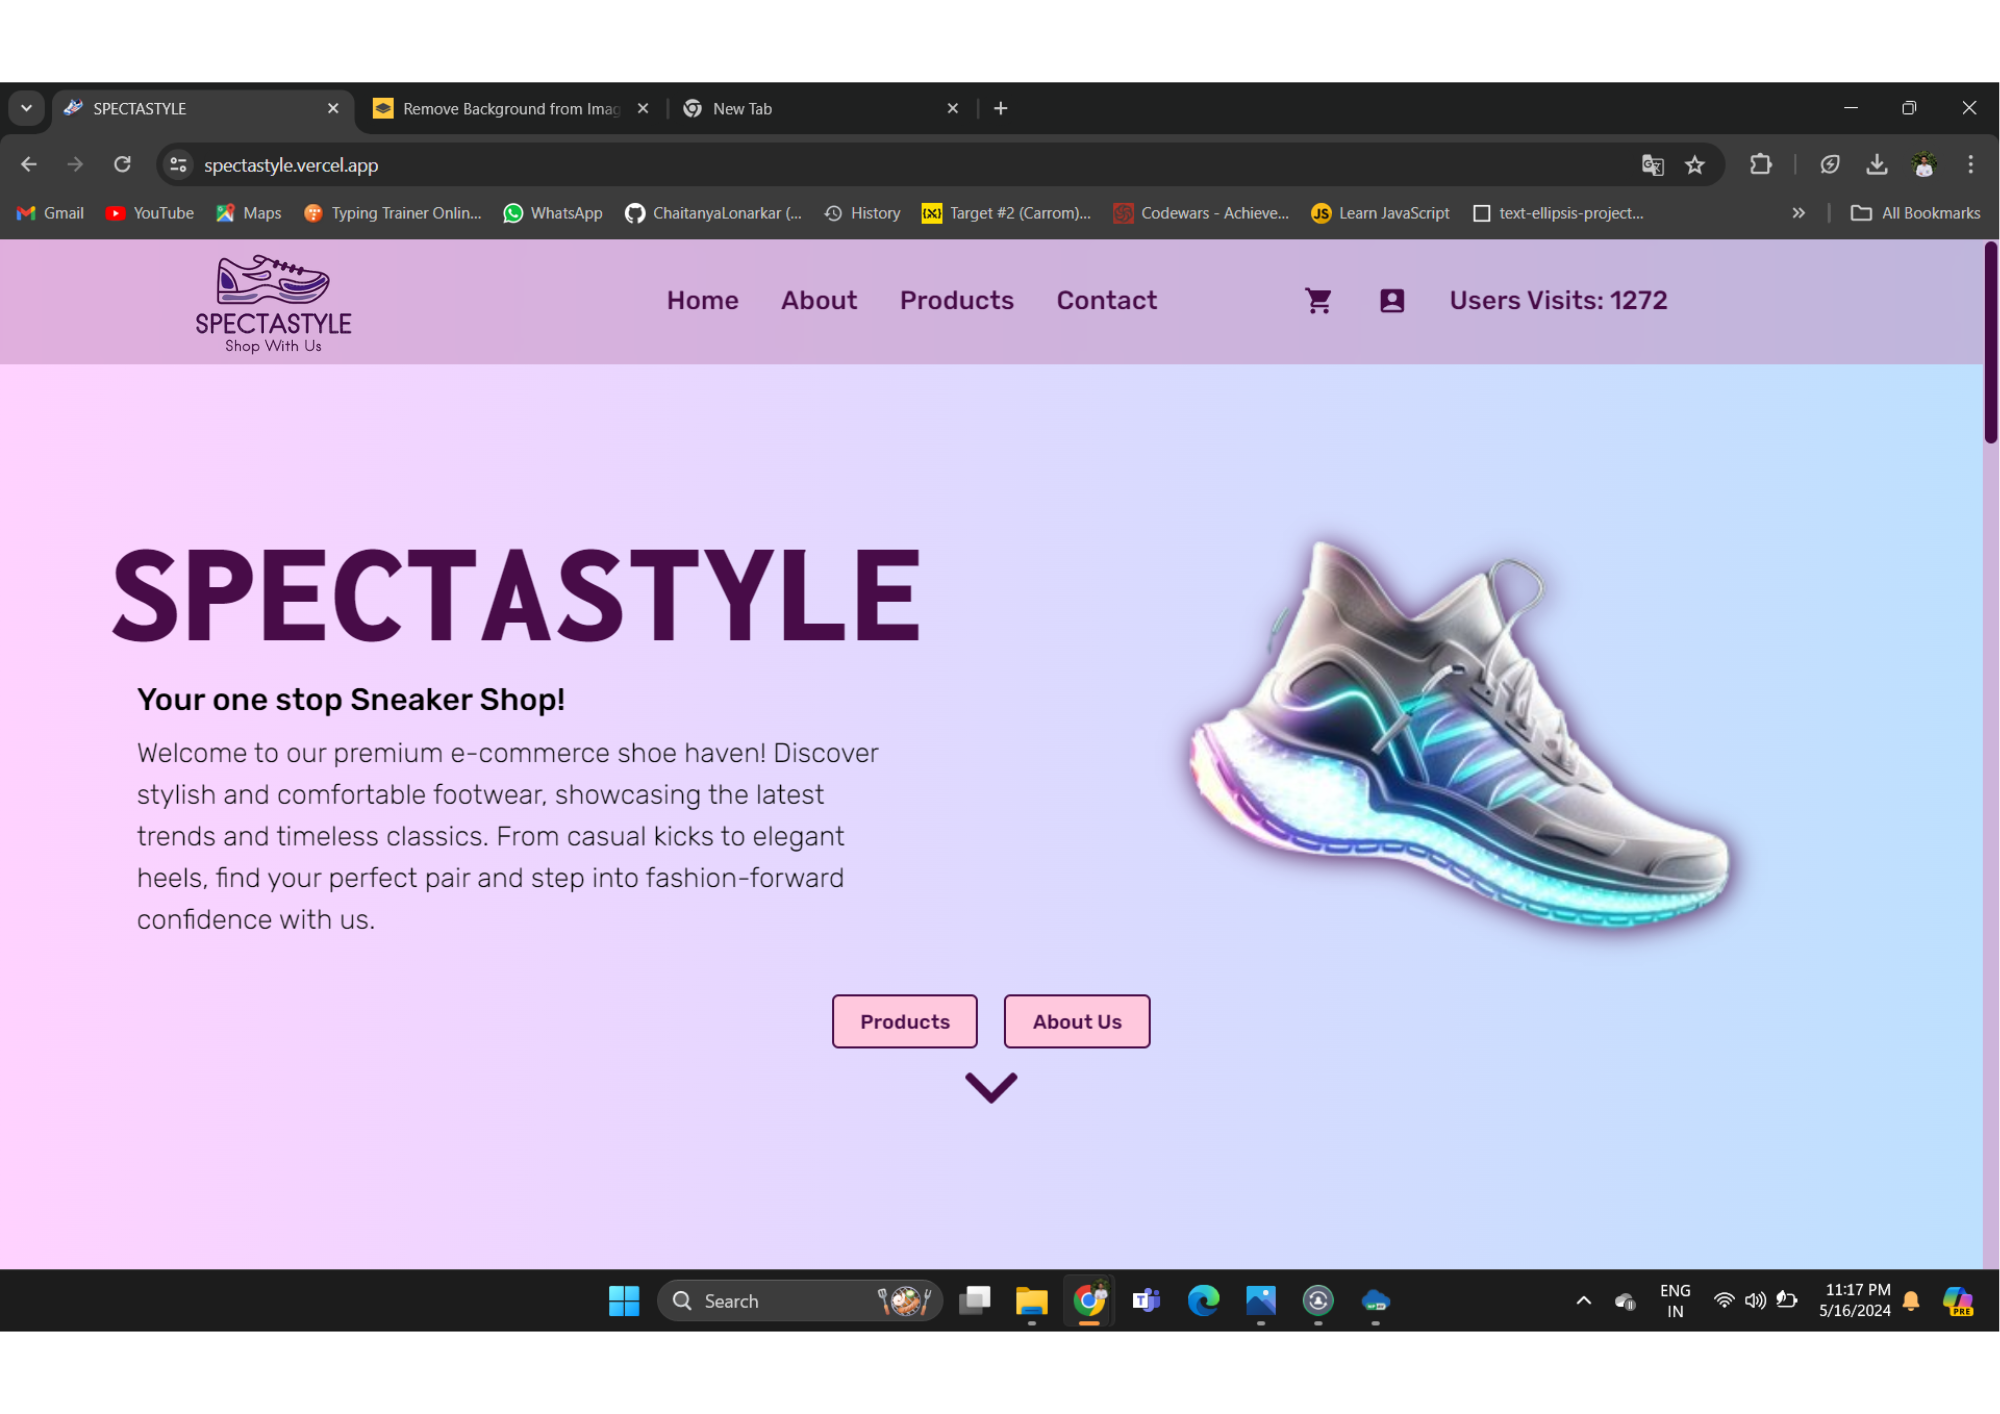 SPECTASTYLE
Remove Background from Imag
New Tab
spectastyle.vercel.app
Gmail
YouTube
Maps
Typing Trainer Onlin...
WhatsApp
ChaitanyaLonarkar (...
History
Target #2 (Carrom)...
Codewars - Achieve...
JS
Learn JavaScript
text-ellipsis-project...
All Bookmarks
SPECTASTYLE
Shop With Us
Home
About
Products
Contact
Users Visits: 1272
SPECTASTYLE
Your one stop Sneaker Shop!
Welcome to our premium e-commerce shoe haven! Discover
stylish and comfortable footwear, showcasing the latest
trends and timeless classics. From casual kicks to elegant
heels, find your perfect pair and step into fashion-forward
confidence with us.
Products
About Us
Search
ENG
IN
11:17 PM
5/16/2024
PRE